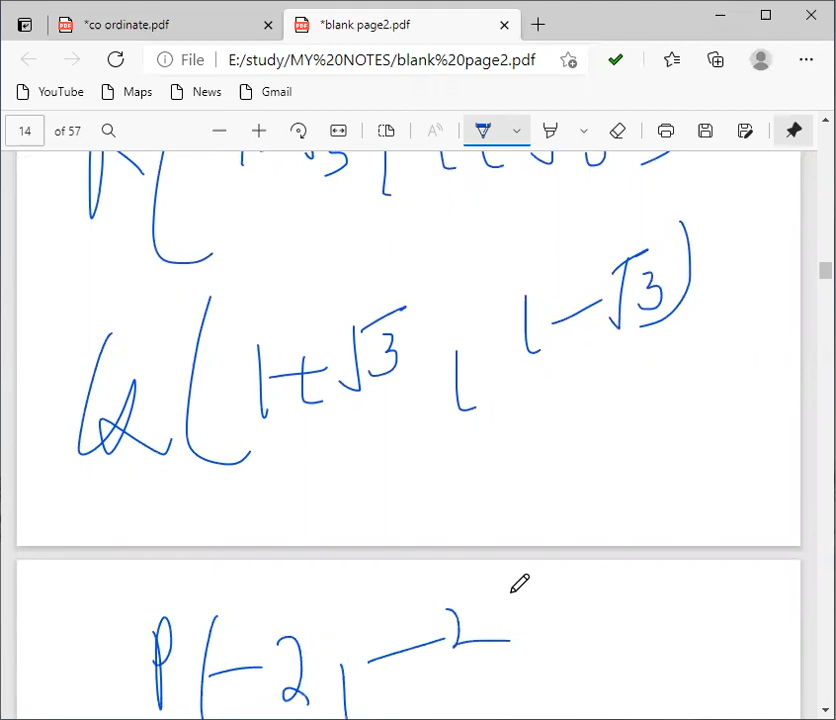 *co ordinate.pdf
*blank page2.pdf
File E:/study/MY%20NOTES/blank%20page2.pdf
YouTube Maps News Gmail
14 of 57
Q(1+√3, 1-√3)
P(-2, -2